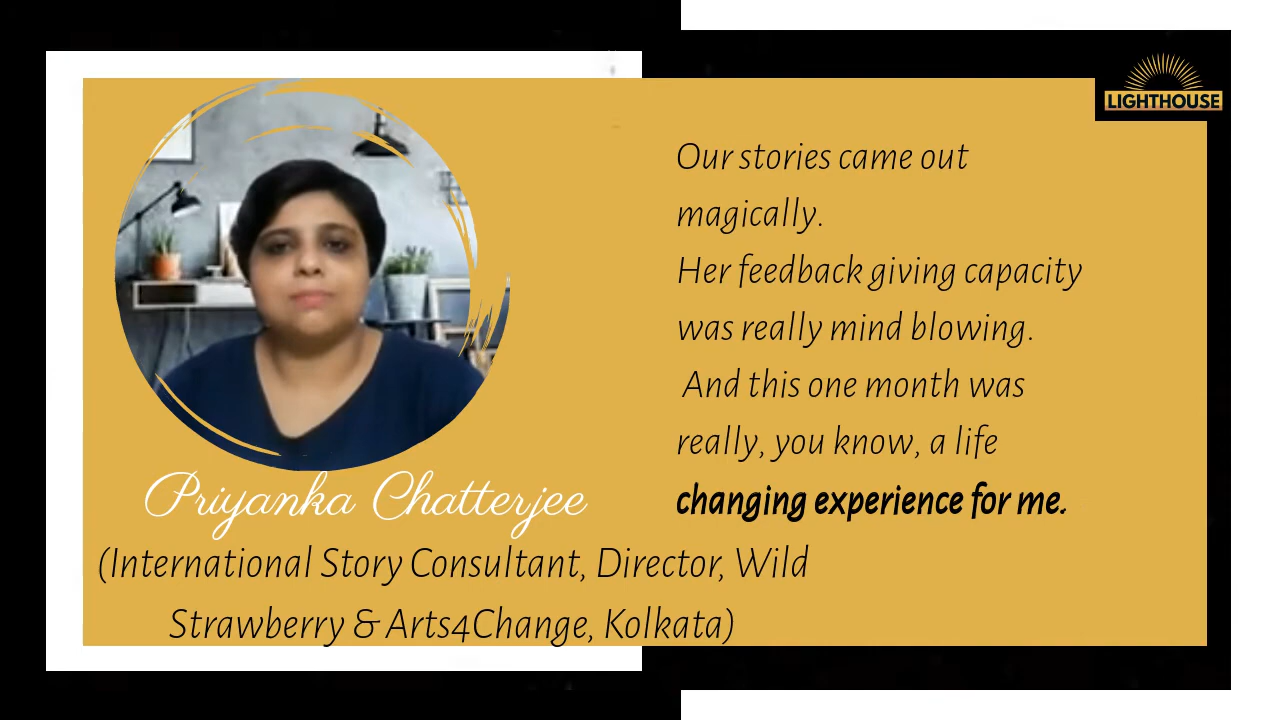 LIGHTHOUSE
Our stories came out
magically.
Her feedback giving capacity
was really mind blowing.
And this one month was
really, you know, a life
changing experience for me.
Priyanka Chatterjee
(International Story Consultant, Director, Wild
Strawberry & Arts4Change, Kolkata)